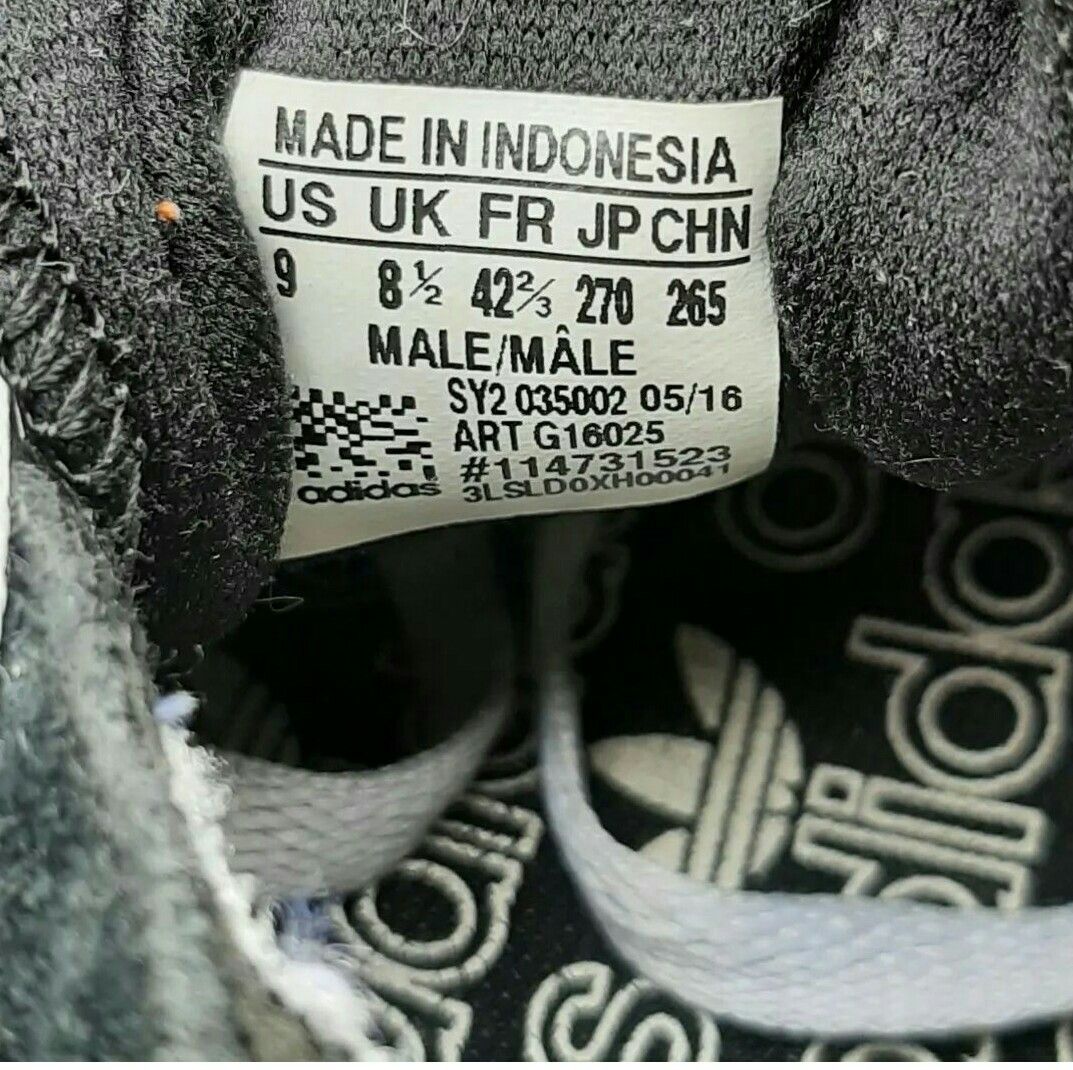 MADE IN INDONESIA
US UK FR JP CHN
9 8½ 42⅔ 270 265
MALE/MÂLE
SY2 035002 05/16
ART G16025
#114731523
3LSLD0XH00041
adidas
adidas
adidas